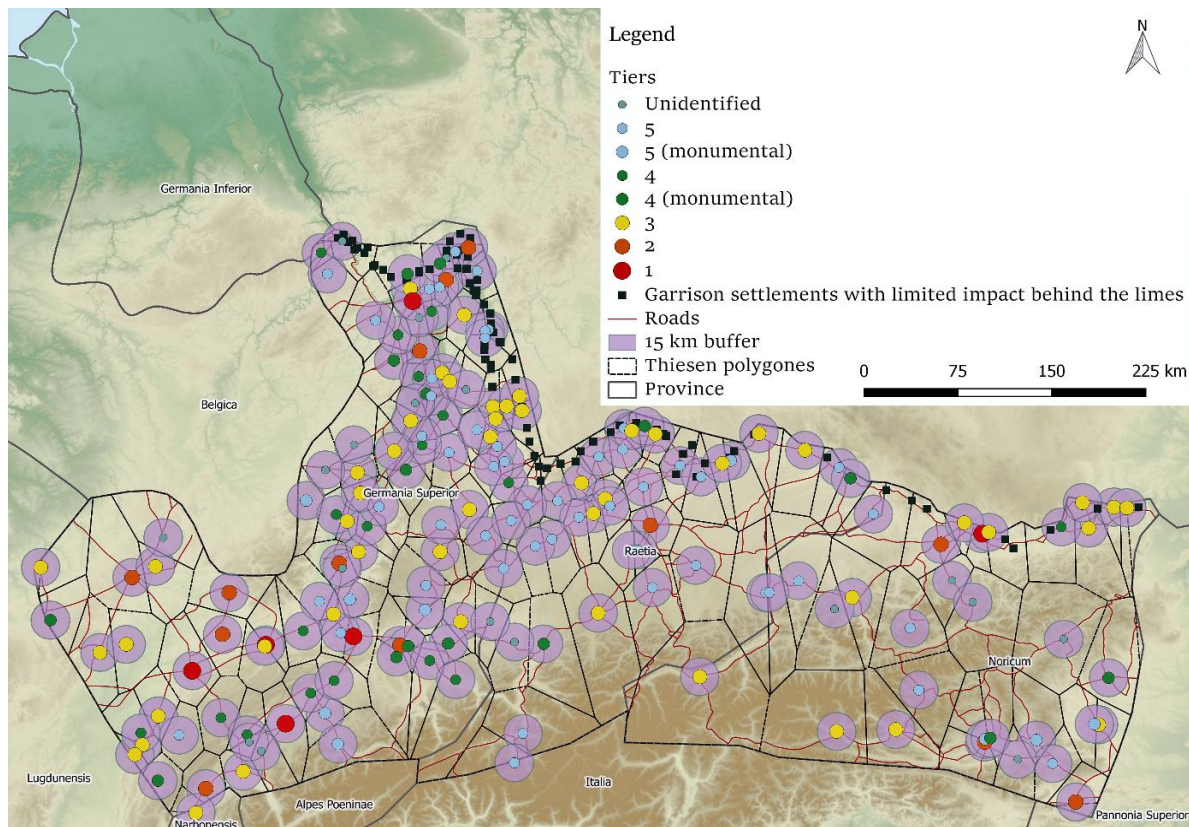 Legend
N
Tiers
Unidentified
5
5 (monumental)
4
4 (monumental)
3
2
1
Garrison settlements with limited impact behind the limes
Roads
15 km buffer
Thiesen polygones
Province
0 75 150 225 km
Germania Inferior
Belgica
Germania Superior
Raetia
Noricum
Lugdunensis
Italia
Alpes Poeninae
Narbonensis
Pannonia Superior